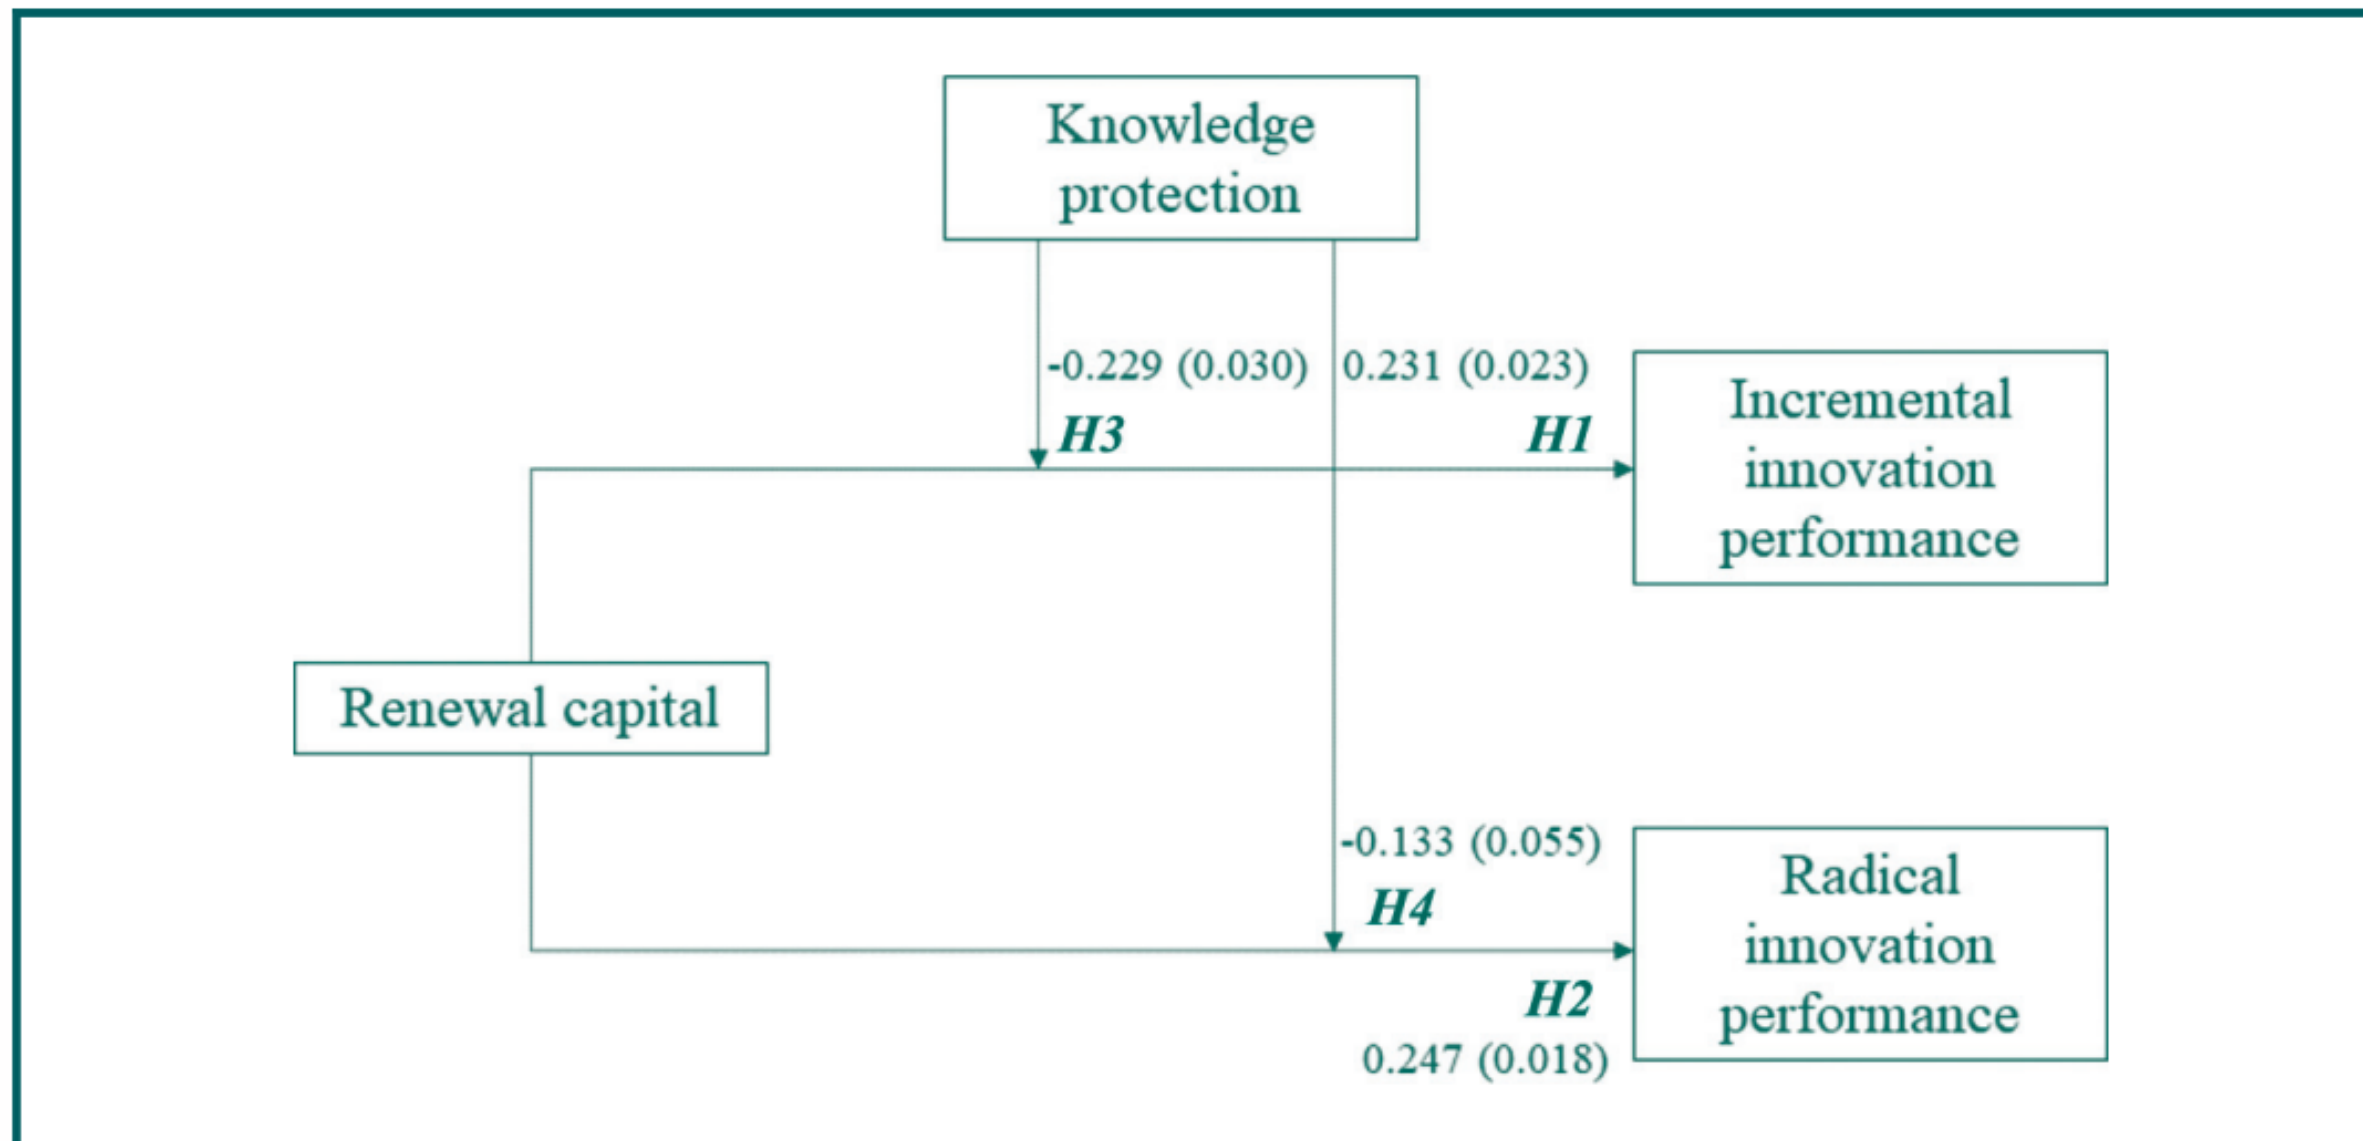 Knowledge
protection
-0.229 (0.030)
0.231 (0.023)
H3
H1
Incremental
innovation
performance
Renewal capital
-0.133 (0.055)
H4
H2
0.247 (0.018)
Radical
innovation
performance